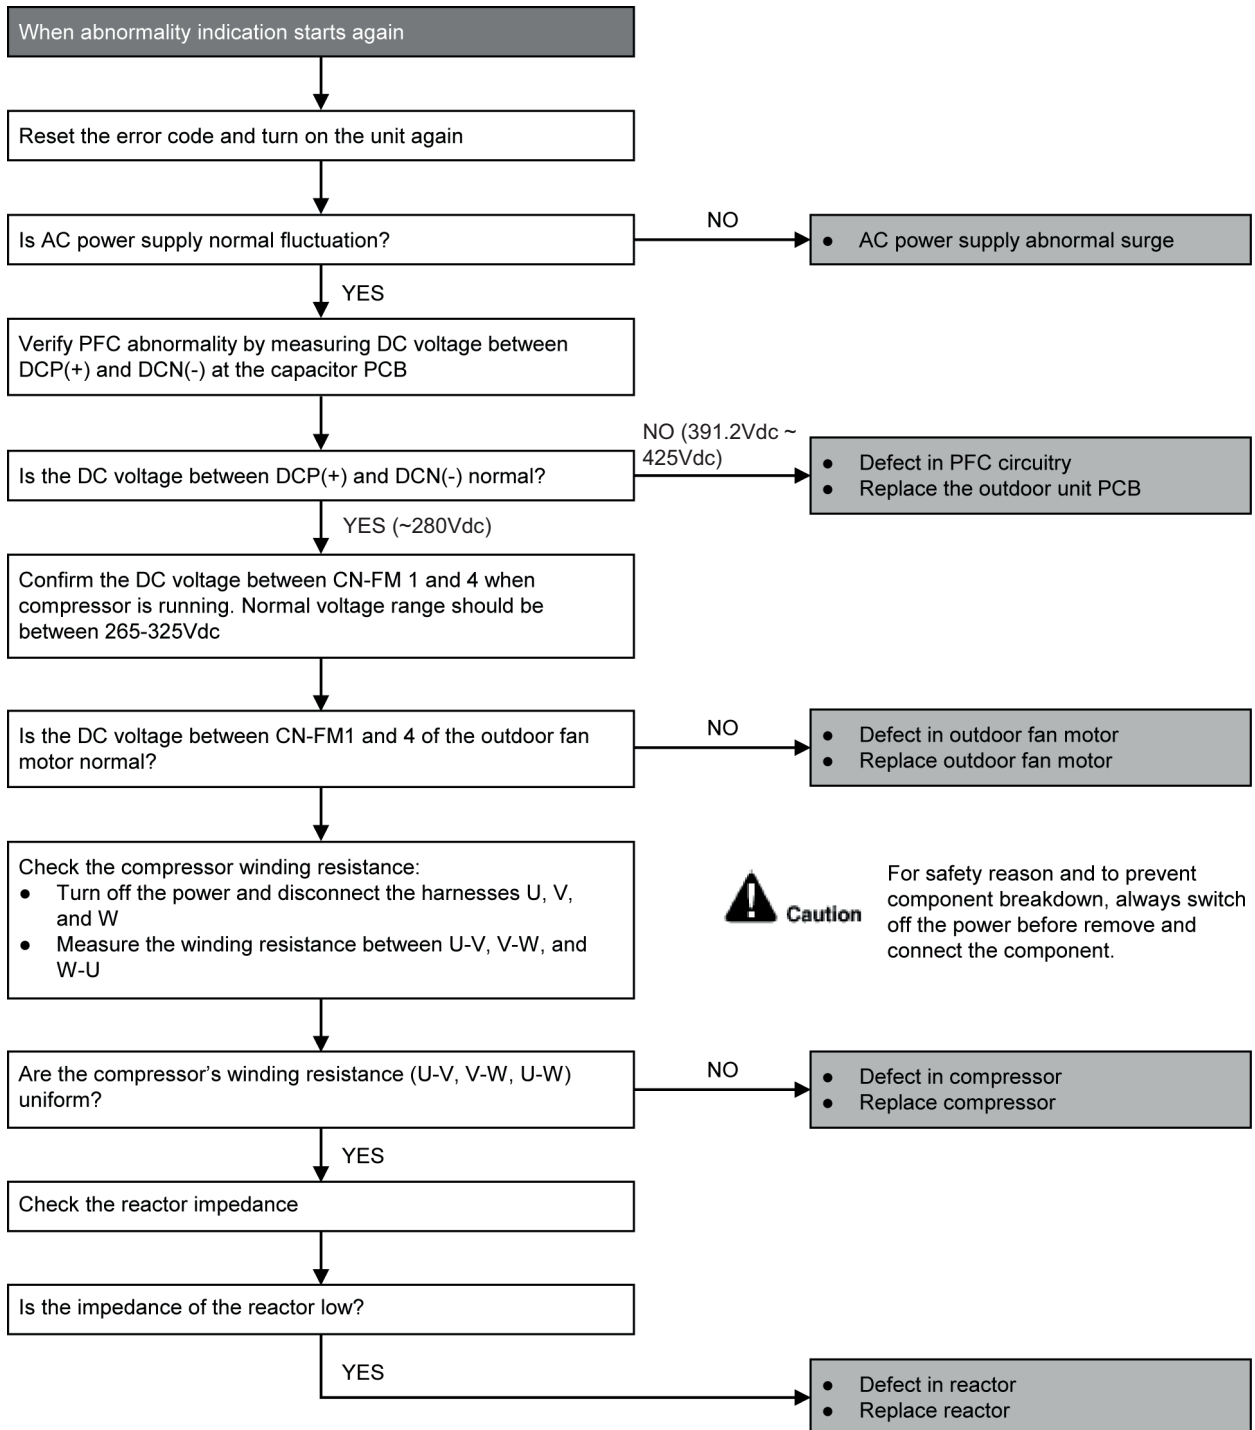 When abnormality indication starts again
Reset the error code and turn on the unit again
Is AC power supply normal fluctuation?
NO
● AC power supply abnormal surge
YES
Verify PFC abnormality by measuring DC voltage between
DCP(+) and DCN(-) at the capacitor PCB
Is the DC voltage between DCP(+) and DCN(-) normal?
NO (391.2Vdc ~
425Vdc)
● Defect in PFC circuitry
● Replace the outdoor unit PCB
YES (~280Vdc)
Confirm the DC voltage between CN-FM 1 and 4 when
compressor is running. Normal voltage range should be
between 265-325Vdc
Is the DC voltage between CN-FM1 and 4 of the outdoor fan
motor normal?
NO
● Defect in outdoor fan motor
● Replace outdoor fan motor
Check the compressor winding resistance:
● Turn off the power and disconnect the harnesses U, V,
and W
● Measure the winding resistance between U-V, V-W, and
W-U
Caution
For safety reason and to prevent
component breakdown, always switch
off the power before remove and
connect the component.
Are the compressor’s winding resistance (U-V, V-W, U-W)
uniform?
NO
● Defect in compressor
● Replace compressor
YES
Check the reactor impedance
Is the impedance of the reactor low?
YES
● Defect in reactor
● Replace reactor